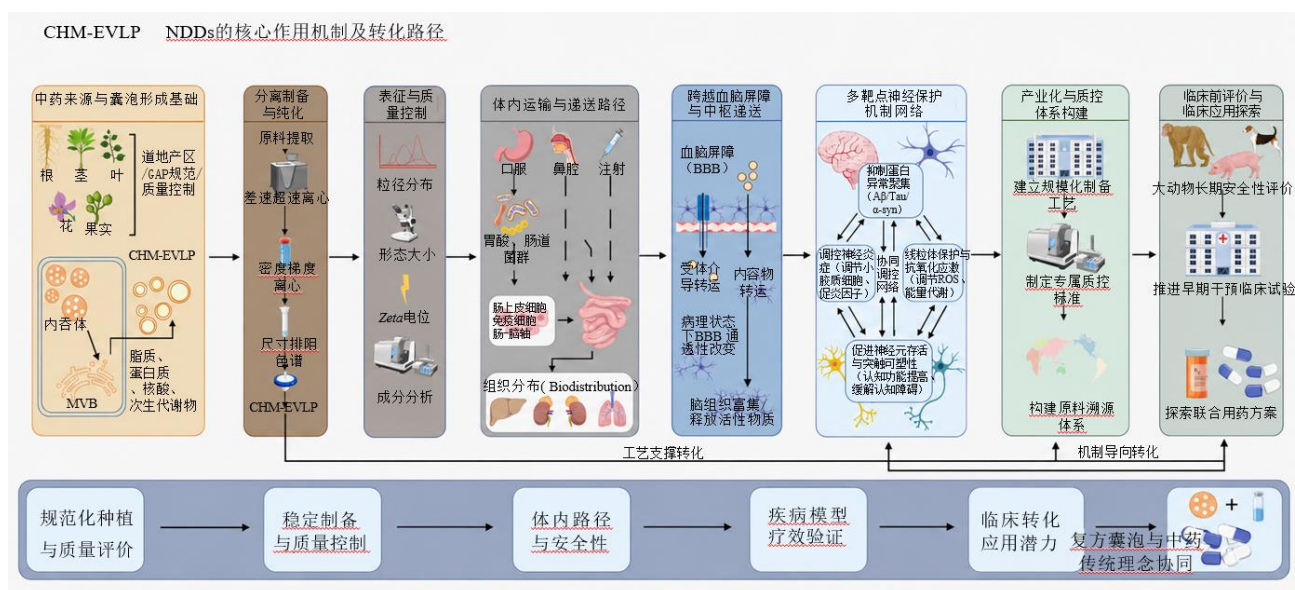 CHM-EVLP NDDs的核心作用机制及转化路径
中药来源与囊泡形成基础
根
茎
叶
花
果实
道地产区
/GAP规范/
质量控制
CHM-EVLP
内吞体
MVB
脂质、
蛋白质
、核酸、
次生代谢物
分离制备
与纯化
原料提取
差速超速离心
密度梯度
离心
尺寸排阻
色谱
CHM-EVLP
表征与质
量控制
粒径分布
形态大小
Zeta电位
成分分析
体内运输与递送路径
口服
鼻腔
注射
胃酸、肠道
菌群
肠上皮细胞
免疫细胞
肠-脑轴
组织分布( Biodistribution)
跨越血脑屏障
与中枢递送
血脑屏障
（BBB）
受体介
导转运
内容物
转运
病理状态
下BBB 通
透性改变
脑组织富集
释放活性物质
多靶点神经保护
机制网络
抑制蛋白
异常聚集
（Aβ/Tau/
α-syn）
调控神经炎
症（调节小
胶质细胞、
促炎因子）
协同
调控
网络
线粒体保护与
抗氧化应激
（调节ROS、
能量代谢）
促进神经元存活
与突触可塑性
（认知功能提高、
缓解认知障碍）
产业化与质控
体系构建
建立规模化制备
工艺
制定专属质控
标准
构建原料溯源
体系
临床前评价与
临床应用探索
大动物长期安全性评价
推进早期干预临床试验
探索联合用药方案
工艺支撑转化
机制导向转化
规范化种植
与质量评价
稳定制备
与质量控制
体内路径
与安全性
疾病模型
疗效验证
临床转化
应用潜力
+
复方囊泡与中药
传统理念协同